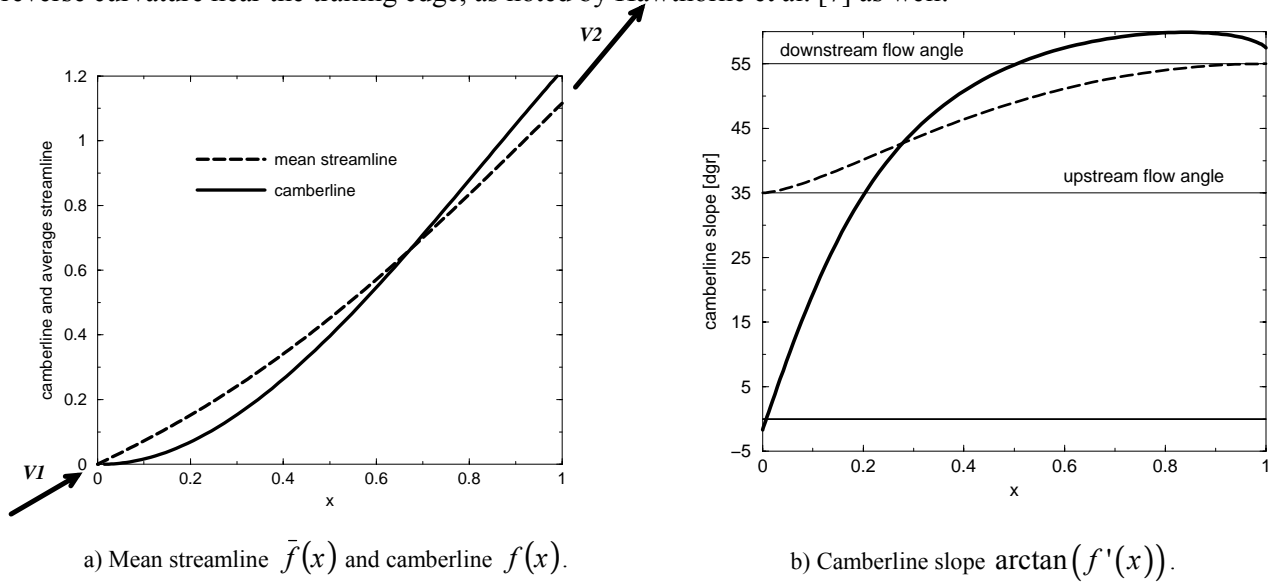 reverse curvature near the trailing edge, as noted by Hawthorne et al. [7] as well.
V2
1.2
1
0.8
0.6
0.4
0.2
0
camberline and average streamline
mean streamline
camberline
V1
0 0.2 0.4 0.6 0.8 1
x
a) Mean streamline f̄(x) and camberline f(x).
downstream flow angle
55
45
35
25
15
5
−5
camberline slope [dgr]
upstream flow angle
0 0.2 0.4 0.6 0.8 1
x
b) Camberline slope arctan(f'(x)).